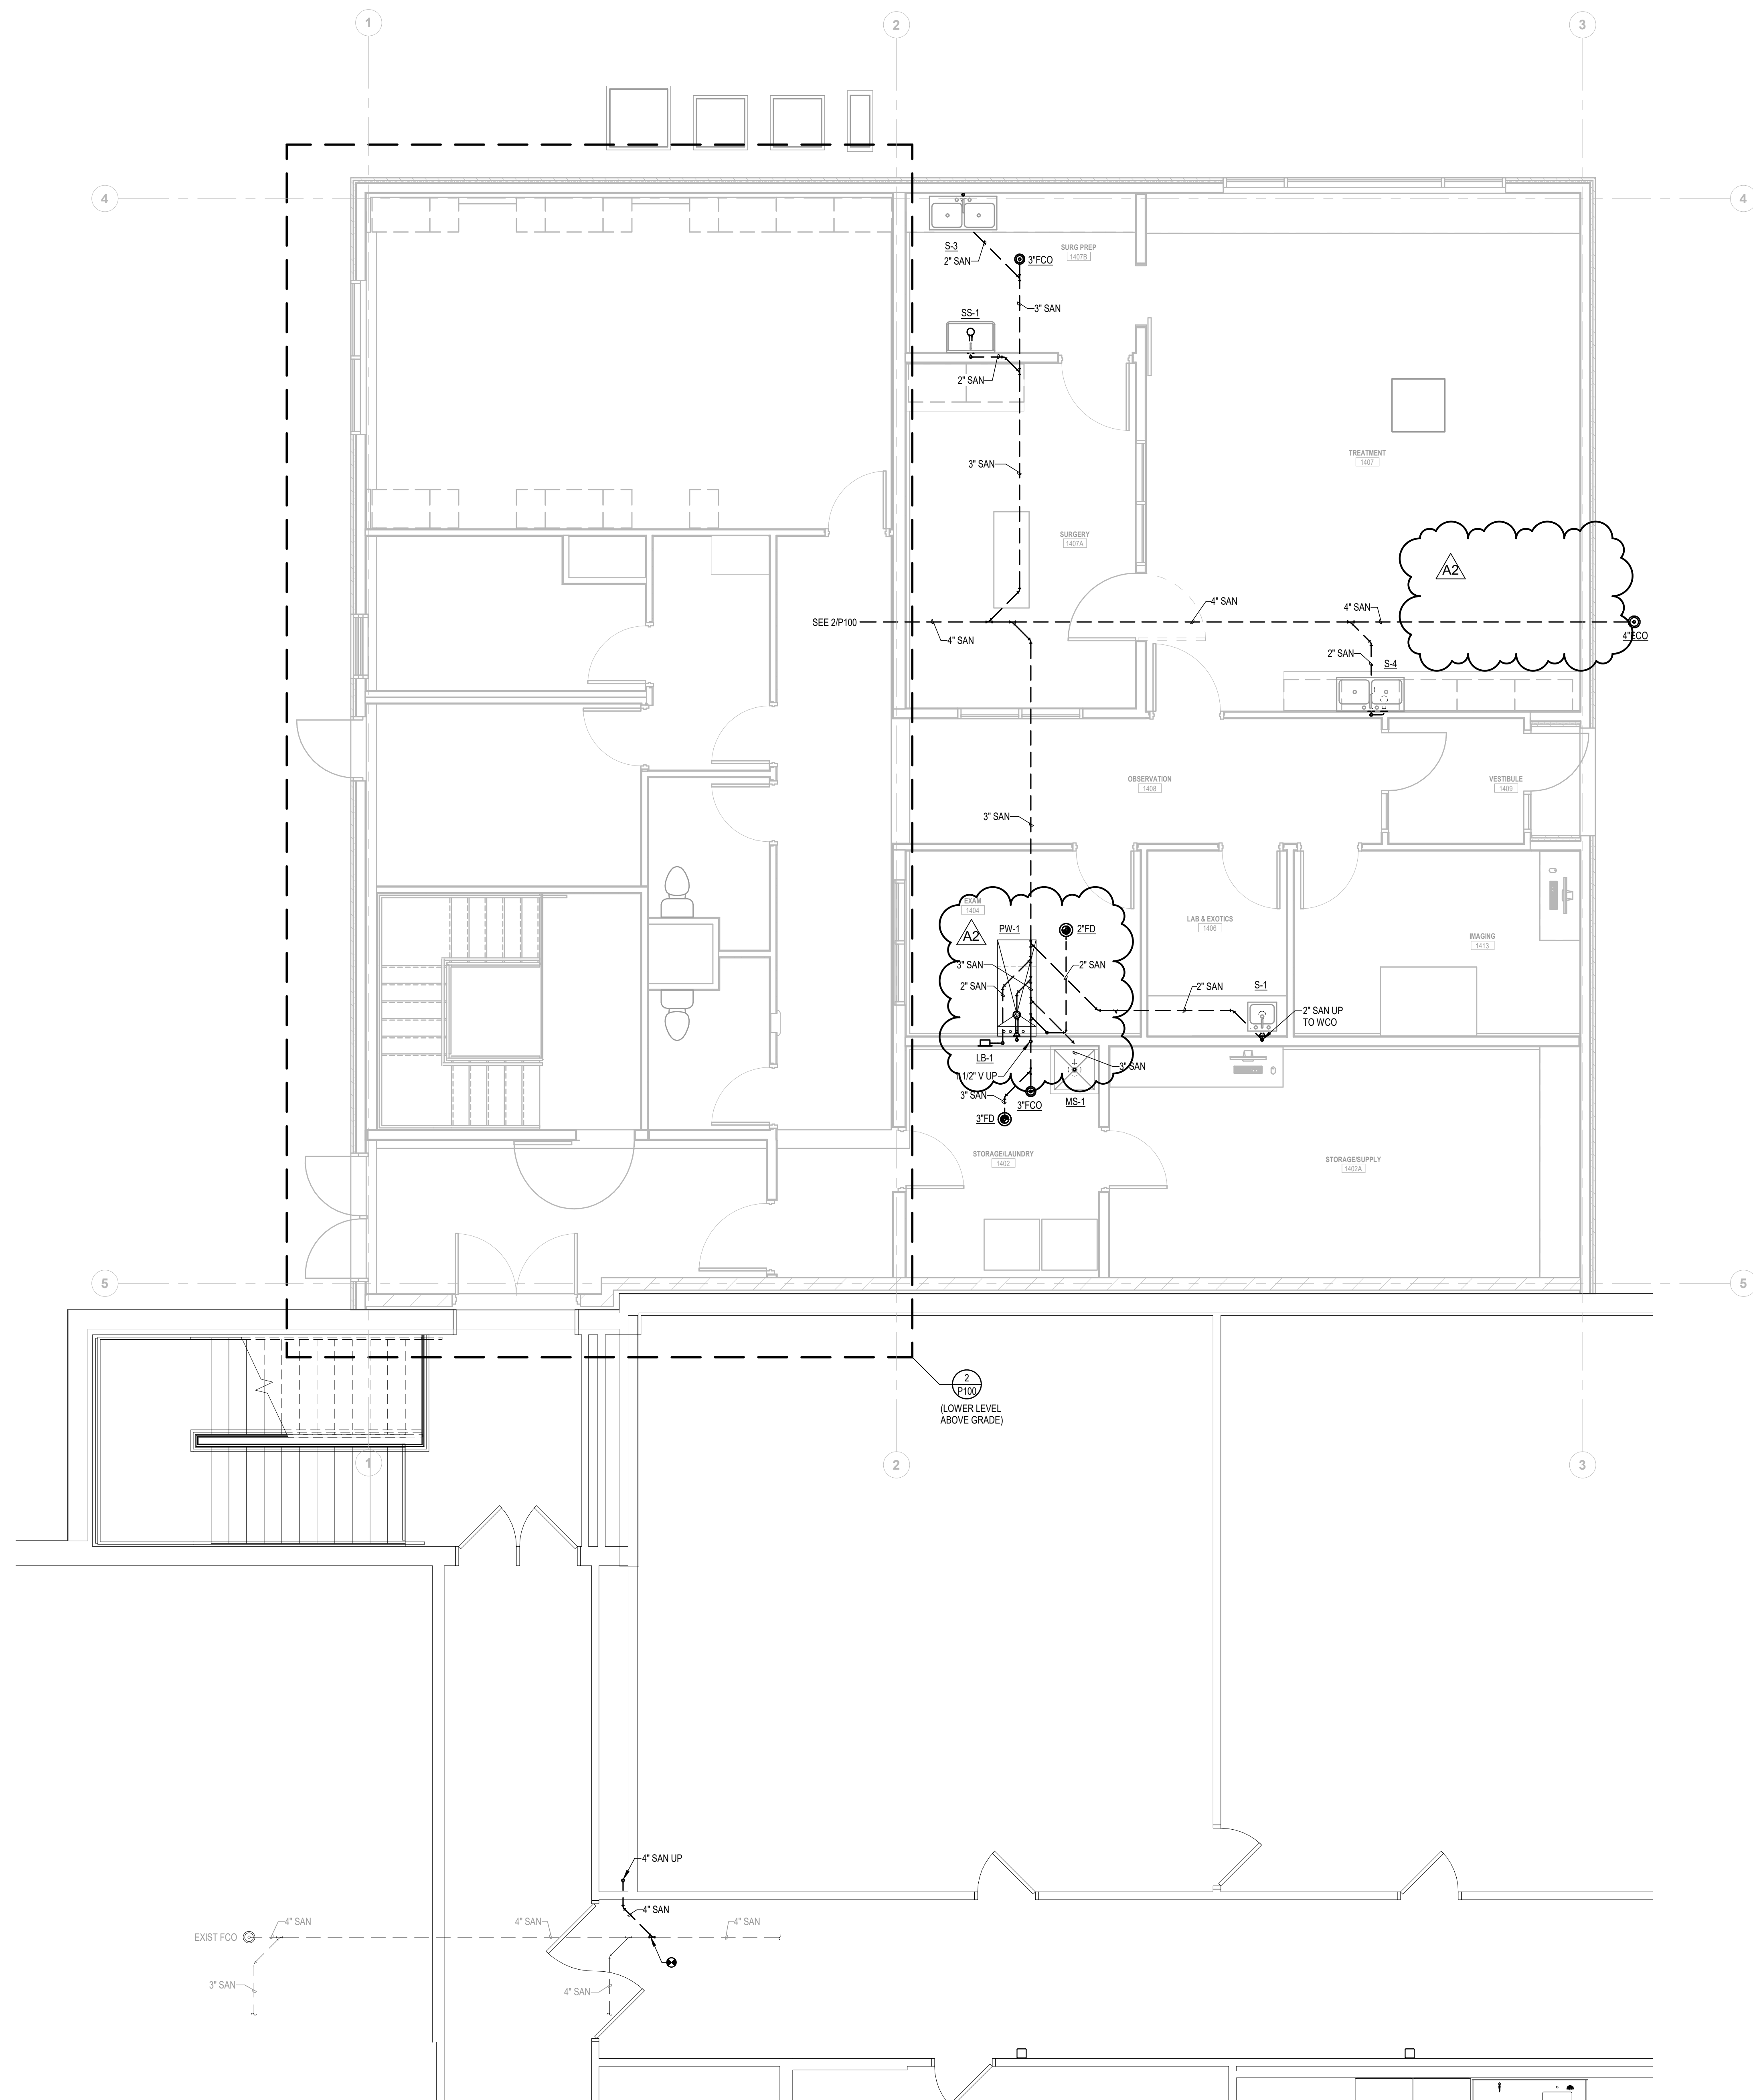 1
2
3
4
4
S-3
2" SAN
3"FCO
SURG PREP
1407B
3" SAN
SS-1
2" SAN
TREATMENT
1407
3" SAN
SURGERY
1407A
A2
SEE 2/P100
4" SAN
4" SAN
4" SAN
4"ECO
2" SAN
S-4
OBSERVATION
1408
VESTIBULE
1409
3" SAN
EXAM
1404
A2
PW-1
2"FD
LAB & EXOTICS
1406
IMAGING
1413
3" SAN
2" SAN
2" SAN
2" SAN
S-1
2" SAN UP
TO WCO
LB-1
1/2" V UP
3" SAN
3" SAN
3"FCO
MS-1
3"FD
STORAGE/LAUNDRY
1402
STORAGE/SUPPLY
1402A
5
5
2
P100
(LOWER LEVEL
ABOVE GRADE)
1
2
3
4" SAN UP
4" SAN
EXIST FCO
4" SAN
4" SAN
4" SAN
3" SAN
4" SAN